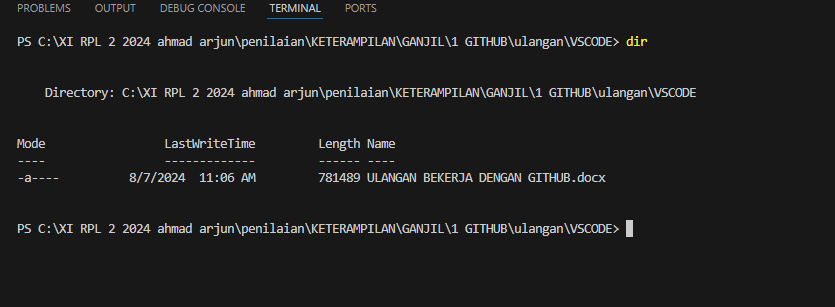 PROBLEMS OUTPUT DEBUG CONSOLE TERMINAL PORTS
PS C:\XI RPL 2 2024 ahmad arjun\penilaian\KETERAMPILAN\GANJIL\1 GITHUB\ulangan\VSCODE> dir
Directory: C:\XI RPL 2 2024 ahmad arjun\penilaian\KETERAMPILAN\GANJIL\1 GITHUB\ulangan\VSCODE
Mode LastWriteTime Length Name
---- ------------- ------ ----
-a---- 8/7/2024 11:06 AM 781489 ULANGAN BEKERJA DENGAN GITHUB.docx
PS C:\XI RPL 2 2024 ahmad arjun\penilaian\KETERAMPILAN\GANJIL\1 GITHUB\ulangan\VSCODE>